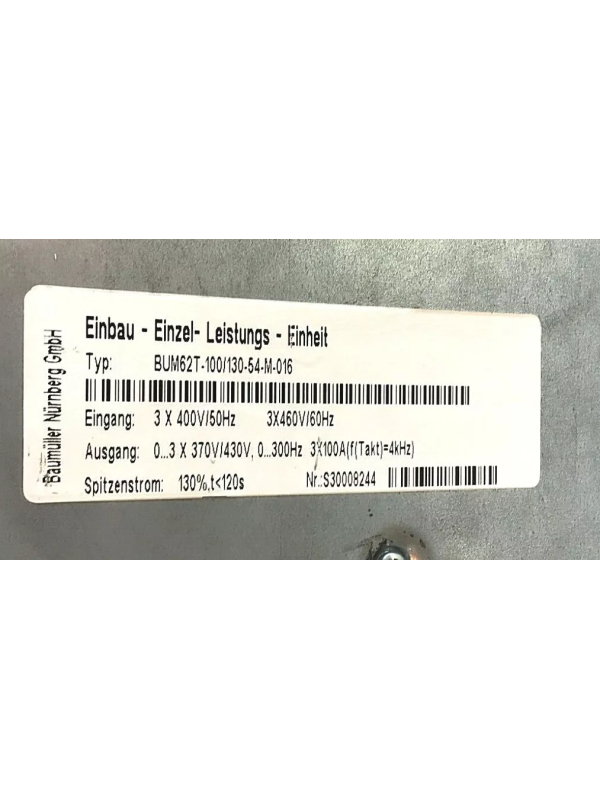 Einbau - Einzel- Leistungs - Einheit
Typ: BUM62T-100/130-54-M-016
Eingang: 3 X 400V/50Hz 3X460V/60Hz
Ausgang: 0...3 X 370V/430V, 0...300Hz 3X100A(f(Takt)=4kHz)
Spitzenstrom: 130%,t<120s Nr.:S30008244
Baumüller Nürnberg GmbH